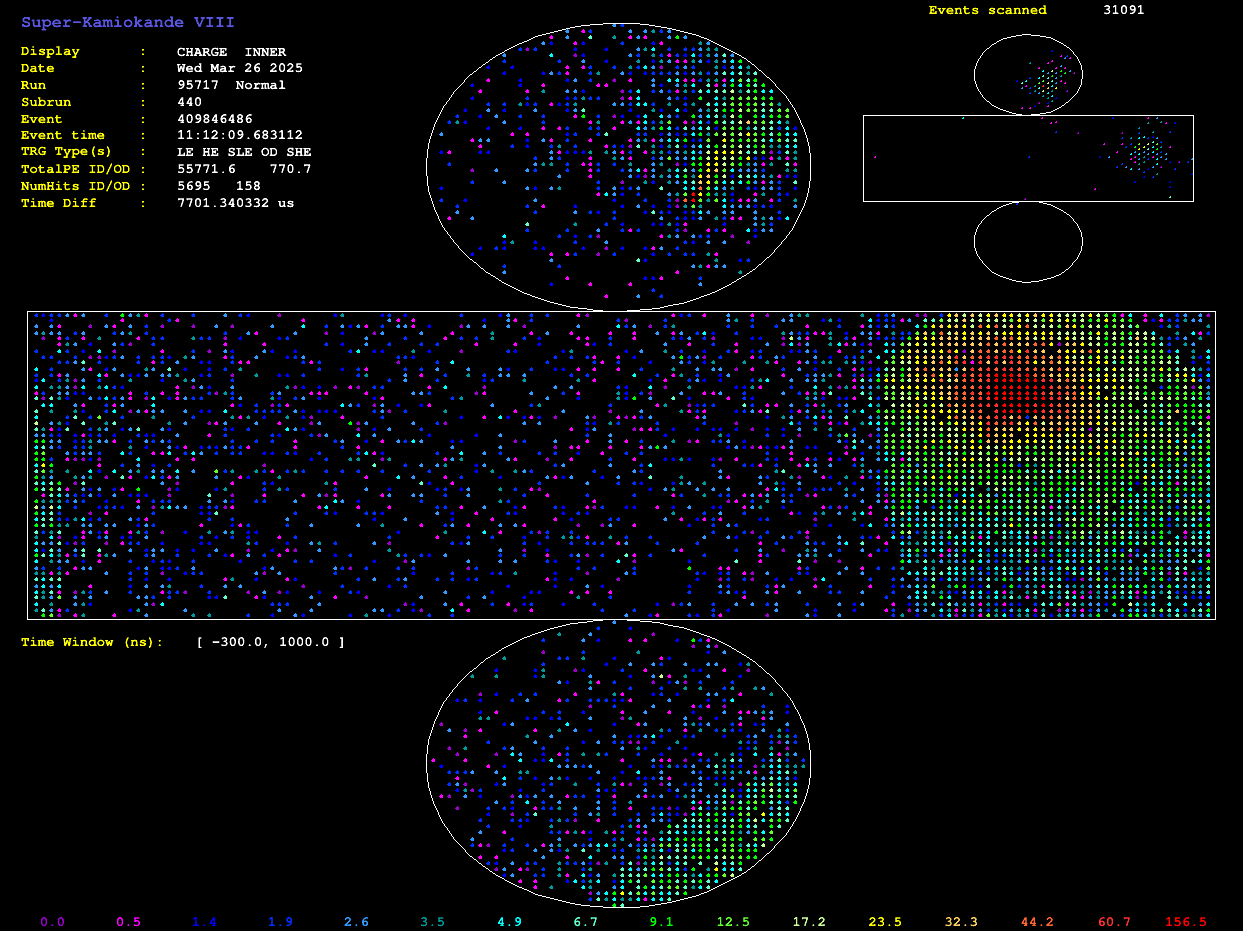 Super-Kamiokande VIII
Events scanned 31091
Display : CHARGE INNER
Date : Wed Mar 26 2025
Run : 95717 Normal
Subrun : 440
Event : 409846486
Event time : 11:12:09.683112
TRG Type(s) : LE HE SLE OD SHE
TotalPE ID/OD : 55771.6 770.7
NumHits ID/OD : 5695 158
Time Diff : 7701.340332 us
Time Window (ns): [ -300.0, 1000.0 ]
0.0 0.5 1.4 1.9 2.6 3.5 4.9 6.7 9.1 12.5 17.2 23.5 32.3 44.2 60.7 156.5